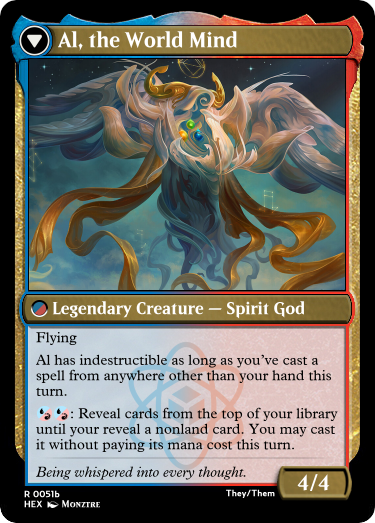 Al, the World Mind
Legendary Creature — Spirit God
Flying
Al has indestructible as long as you've cast a
spell from anywhere other than your hand this
turn.
: Reveal cards from the top of your library
until your reveal a nonland card. You may cast
it without paying its mana cost this turn.
Being whispered into every thought.
4/4
R 0051b
They/Them
HEX Monztre